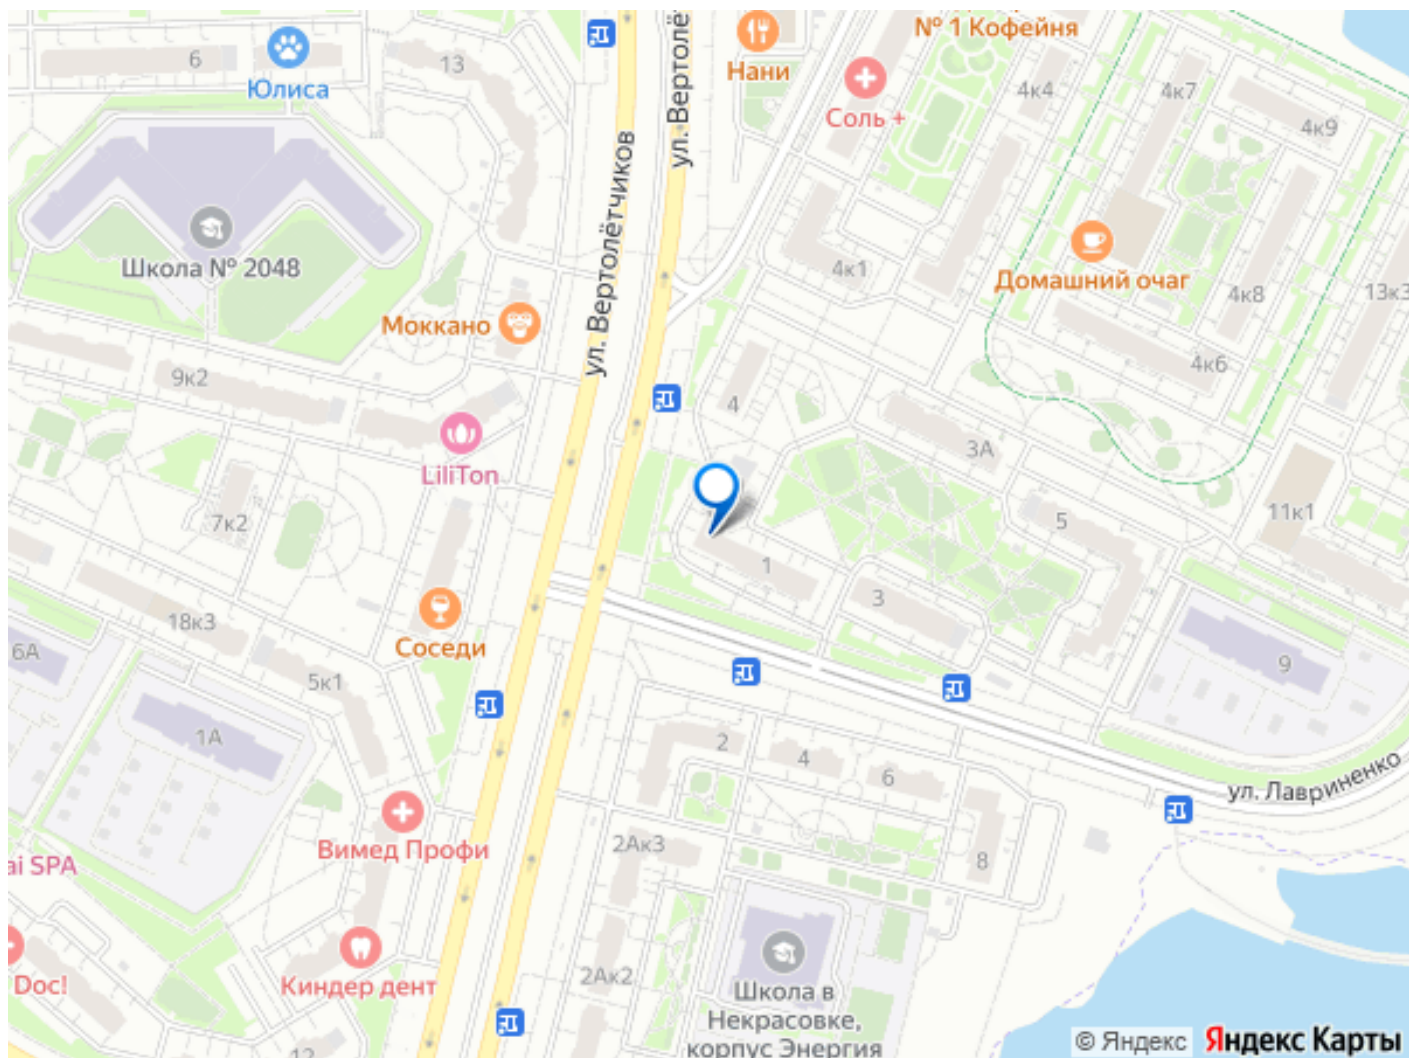 № 1 Кофейня
6
13
Юлиса
Нани
ул. Вертолё
Соль +
4к4
4к7
4к9
ул. Вертолётчиков
Школа № 2048
4к1
Домашний очаг
4к8
13к3
Моккано
9к2
4
4к6
3А
LiliTon
7к2
5
11к1
1
3
18к3
Соседи
6А
9
5к1
1А
2
4
6
ул. Лавриненко
Вимед Профи
2Ак3
8
ai SPA
Doc!
Киндер дент
2Ак2
Школа в
Некрасовке,
корпус Энергия
12
© Яндекс Яндекс Карты